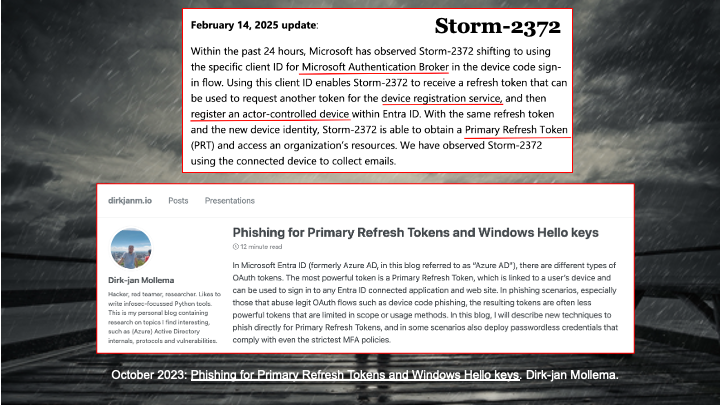 February 14, 2025 update:
Storm-2372
Within the past 24 hours, Microsoft has observed Storm-2372 shifting to using
the specific client ID for Microsoft Authentication Broker in the device code sign-
in flow. Using this client ID enables Storm-2372 to receive a refresh token that can
be used to request another token for the device registration service, and then
register an actor-controlled device within Entra ID. With the same refresh token
and the new device identity, Storm-2372 is able to obtain a Primary Refresh Token
(PRT) and access an organization's resources. We have observed Storm-2372
using the connected device to collect emails.
dirkjanm.io Posts Presentations
Dirk-jan Mollema
Hacker, red teamer, researcher. Likes to
write infosec-focussed Python tools.
This is my personal blog containing
research on topics I find interesting,
such as (Azure) Active Directory
internals, protocols and vulnerabilities.
Phishing for Primary Refresh Tokens and Windows Hello keys
12 minute read
In Microsoft Entra ID (formerly Azure AD, in this blog referred to as “Azure AD”), there are different types of
OAuth tokens. The most powerful token is a Primary Refresh Token, which is linked to a user's device and
can be used to sign in to any Entra ID connected application and web site. In phishing scenarios, especially
those that abuse legit OAuth flows such as device code phishing, the resulting tokens are often less
powerful tokens that are limited in scope or usage methods. In this blog, I will describe new techniques to
phish directly for Primary Refresh Tokens, and in some scenarios also deploy passwordless credentials that
comply with even the strictest MFA policies.
October 2023: Phishing for Primary Refresh Tokens and Windows Hello keys. Dirk-jan Mollema.